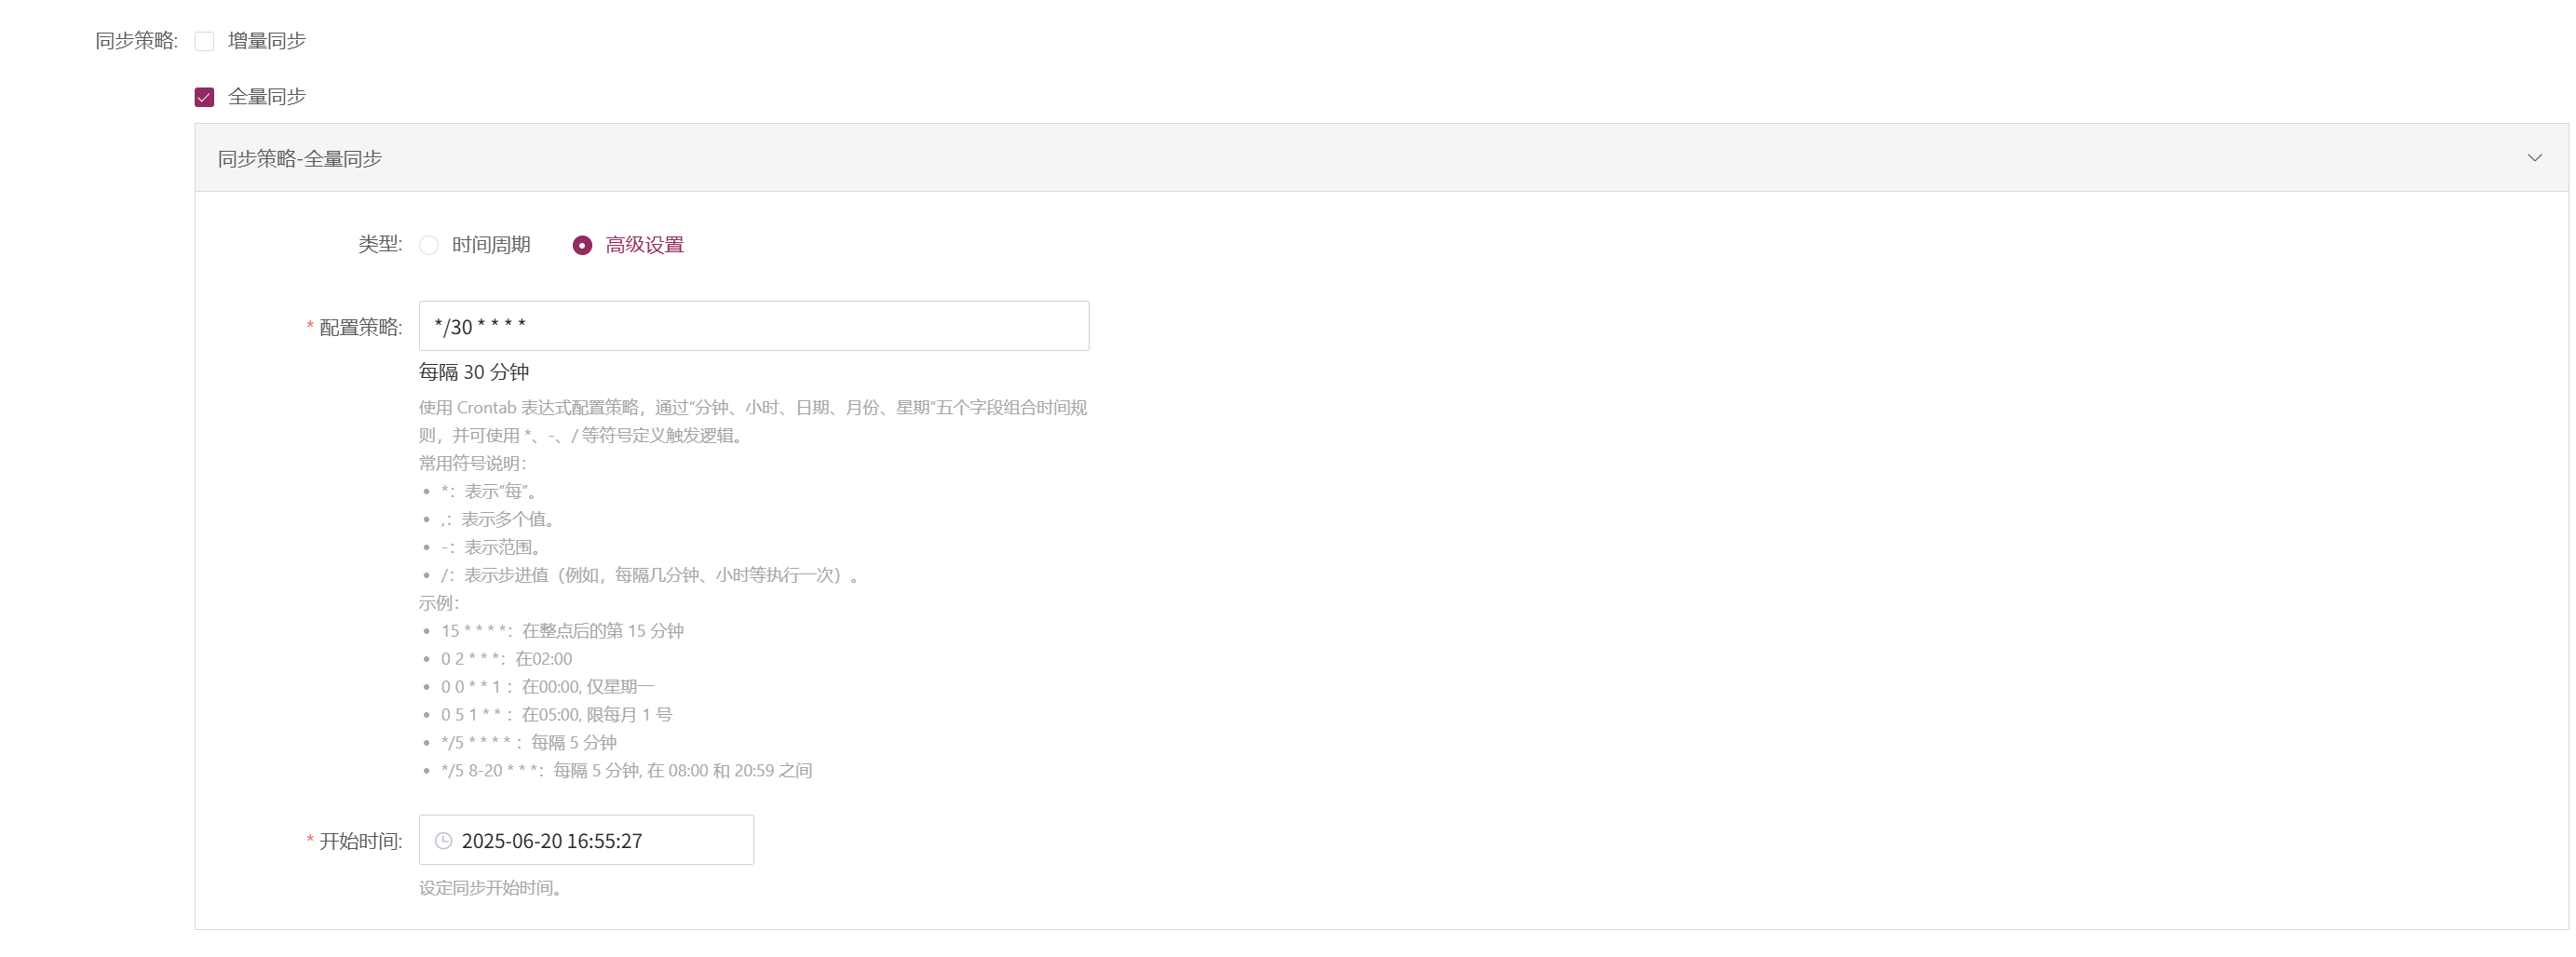 同步策略: 增量同步
全量同步
同步策略-全量同步
类型: 时间周期 高级设置
* 配置策略: */30 * * * *
每隔 30 分钟
使用 Crontab 表达式配置策略，通过“分钟、小时、日期、月份、星期”五个字段组合时间规
则，并可使用 *、-、/ 等符号定义触发逻辑。
常用符号说明：
• *：表示“每”。
• ,：表示多个值。
• -：表示范围。
• /：表示步进值（例如，每隔几分钟、小时等执行一次）。
示例：
• 15 * * * *：在整点后的第 15 分钟
• 0 2 * * *：在02:00
• 0 0 * * 1 ：在00:00, 仅星期一
• 0 5 1 * * ：在05:00, 限每月 1 号
• */5 * * * * ：每隔 5 分钟
• */5 8-20 * * *：每隔 5 分钟, 在 08:00 和 20:59 之间
* 开始时间: 2025-06-20 16:55:27
设定同步开始时间。